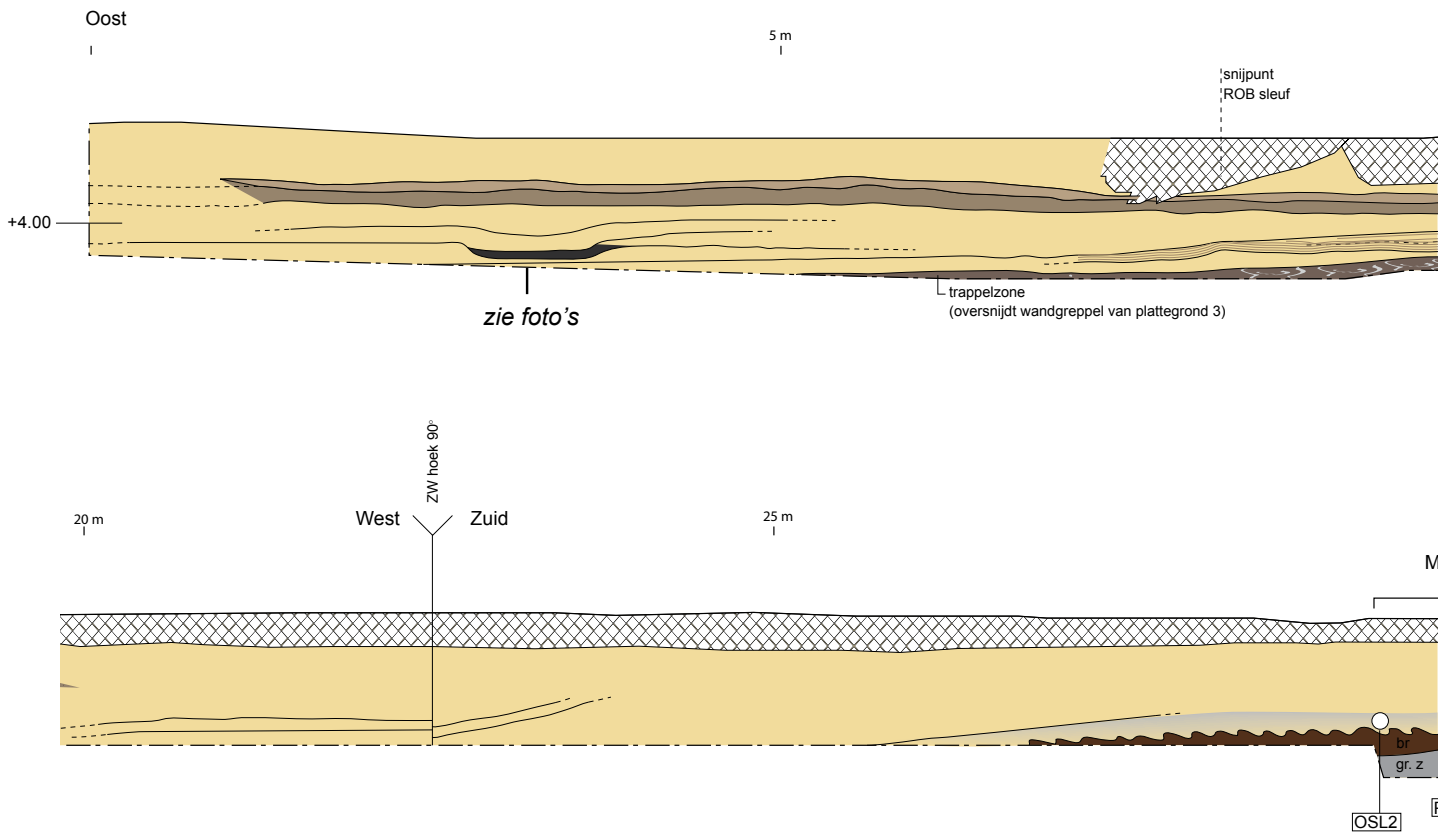 Oost
5 m
snijpunt
ROB sleuf
+4.00
zie foto's
trappelzone
(oversnijdt wandgreppel van plattegrond 3)
ZW hoek 90°
20 m
West
Zuid
25 m
M
br
gr. z
OSL2